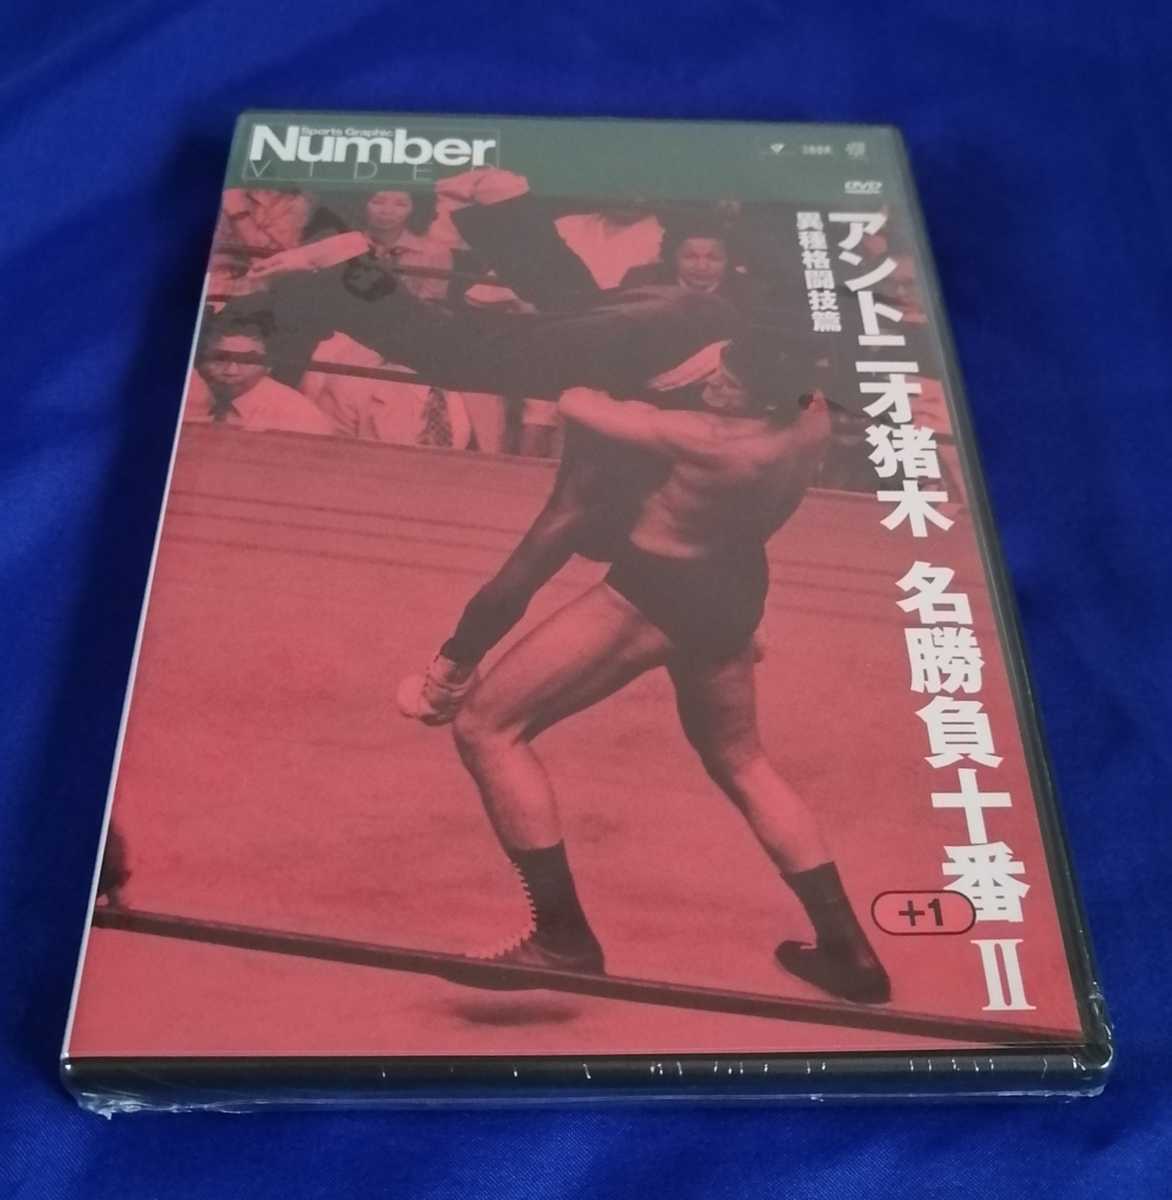 Sports Graphic
Number
VIDEO
DVD
アントニオ猪木 名勝負十番 II
異種格闘技篇
+1